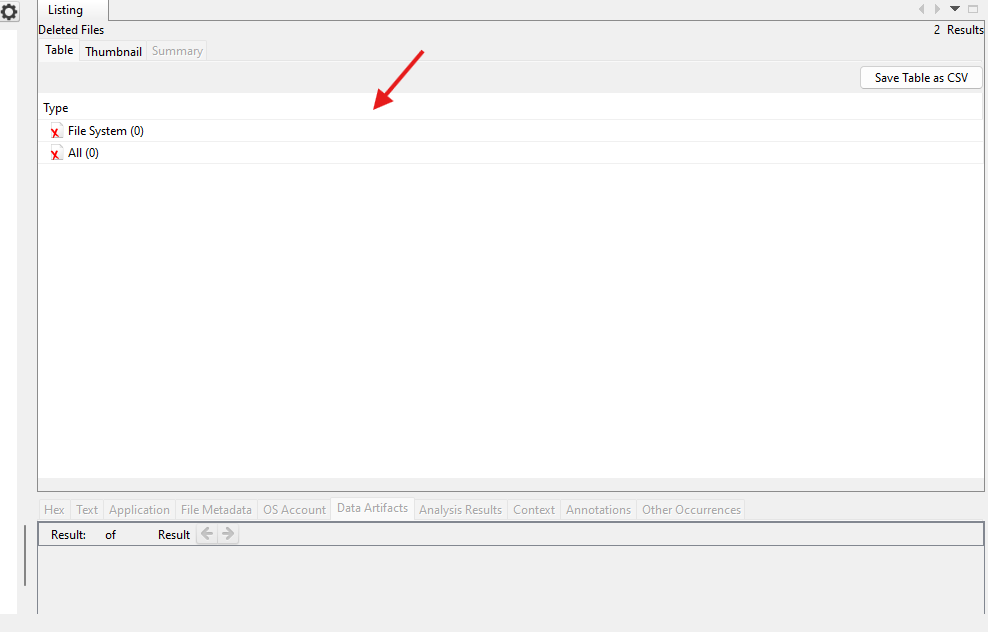 Listing
Deleted Files 2 Results
Table Thumbnail Summary
Save Table as CSV
Type
File System (0)
All (0)
Hex Text Application File Metadata OS Account Data Artifacts Analysis Results Context Annotations Other Occurrences
Result: of Result